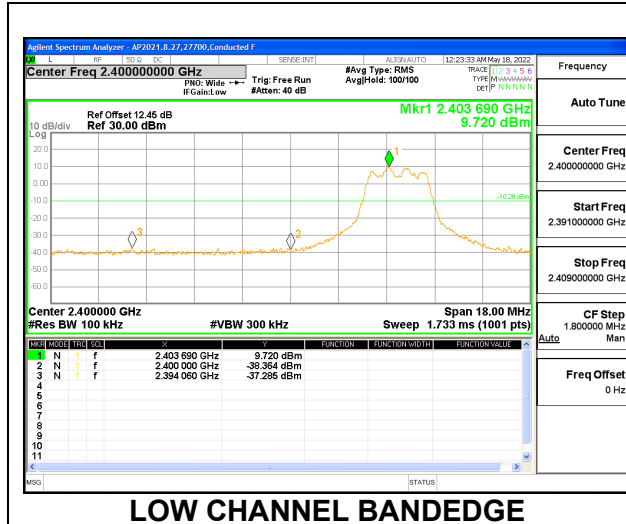 Agilent Spectrum Analyzer - AP2021.8.27,27700,Conducted F
L RF 50 Ω DC SENSE:INT ALIGN AUTO 12:23:33 AM May 18, 2022
Center Freq 2.400000000 GHz
PNO: Wide
IFGain:Low
Trig: Free Run
#Atten: 40 dB
#Avg Type: RMS
Avg|Hold: 100/100
TRACE 1 2 3 4 5 6
TYPE M
DET P N N N N N
Ref Offset 12.45 dB
10 dB/div Ref 30.00 dBm
Log
Mkr1 2.403 690 GHz
9.720 dBm
20.0
10.0
0.00
-10.0
-20.0
-30.0
-40.0
-50.0
-60.0
1
2
3
-10.28 dBm
Center 2.400000 GHz Span 18.00 MHz
#Res BW 100 kHz #VBW 300 kHz Sweep 1.733 ms (1001 pts)
MKR MODE TRC SCL X Y FUNCTION FUNCTION WIDTH FUNCTION VALUE
1 N 1 f 2.403 690 GHz 9.720 dBm
2 N 1 f 2.400 000 GHz -38.364 dBm
3 N 1 f 2.394 060 GHz -37.285 dBm
4
5
6
7
8
9
10
11
MSG STATUS
Frequency
Auto Tune
Center Freq
2.400000000 GHz
Start Freq
2.391000000 GHz
Stop Freq
2.409000000 GHz
CF Step
1.800000 MHz
Auto Man
Freq Offset
0 Hz
LOW CHANNEL BANDEDGE